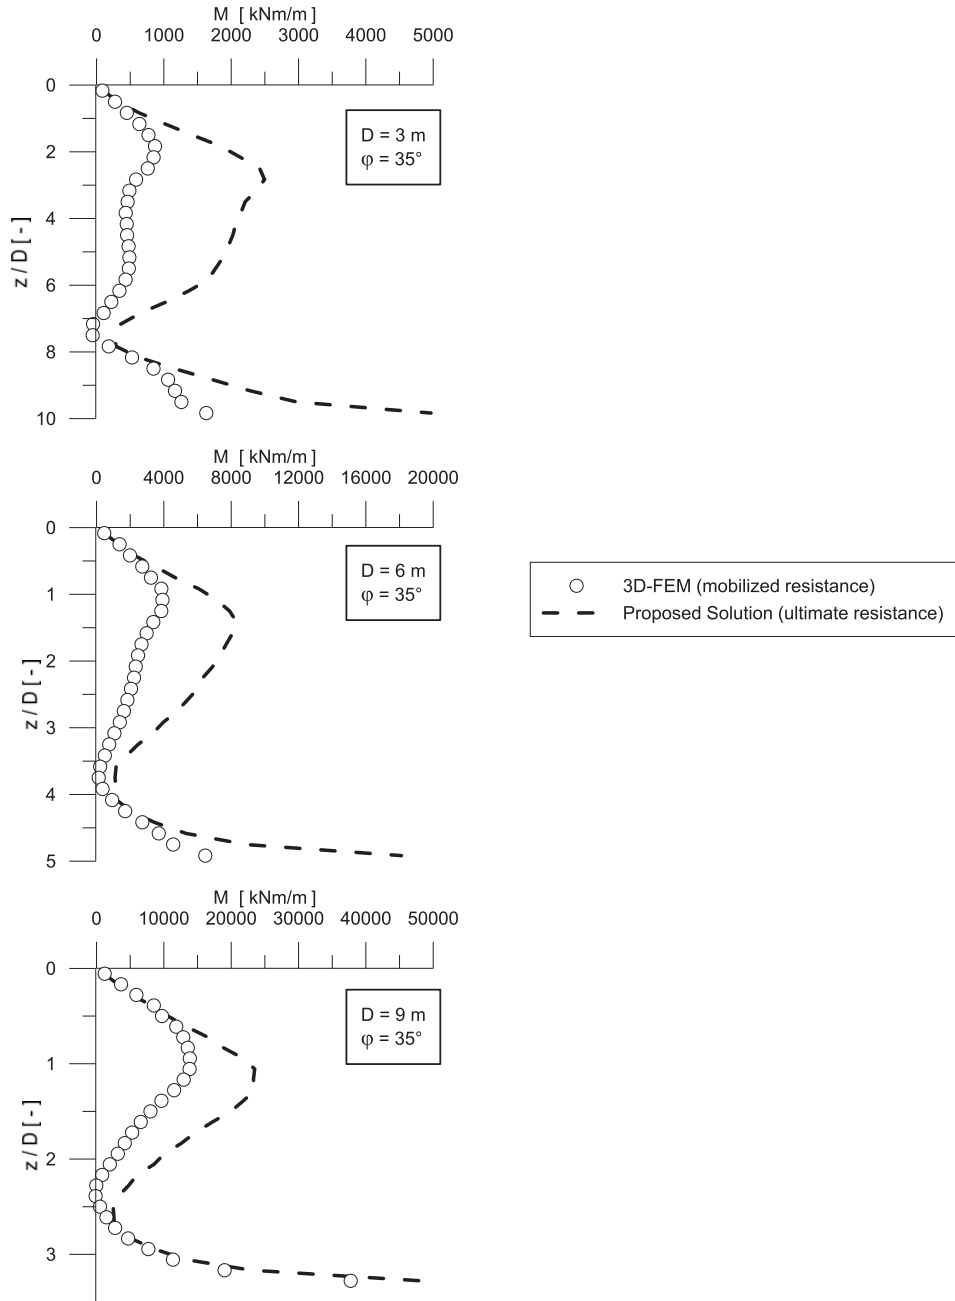 M [ kNm/m ]
0 1000 2000 3000 4000 5000
0
2
4
6
8
10
z / D [ - ]
D = 3 m
φ = 35°
M [ kNm/m ]
0 4000 8000 12000 16000 20000
0
1
2
3
4
5
z / D [ - ]
D = 6 m
φ = 35°
3D-FEM (mobilized resistance)
Proposed Solution (ultimate resistance)
M [ kNm/m ]
0 10000 20000 30000 40000 50000
0
1
2
3
z / D [ - ]
D = 9 m
φ = 35°